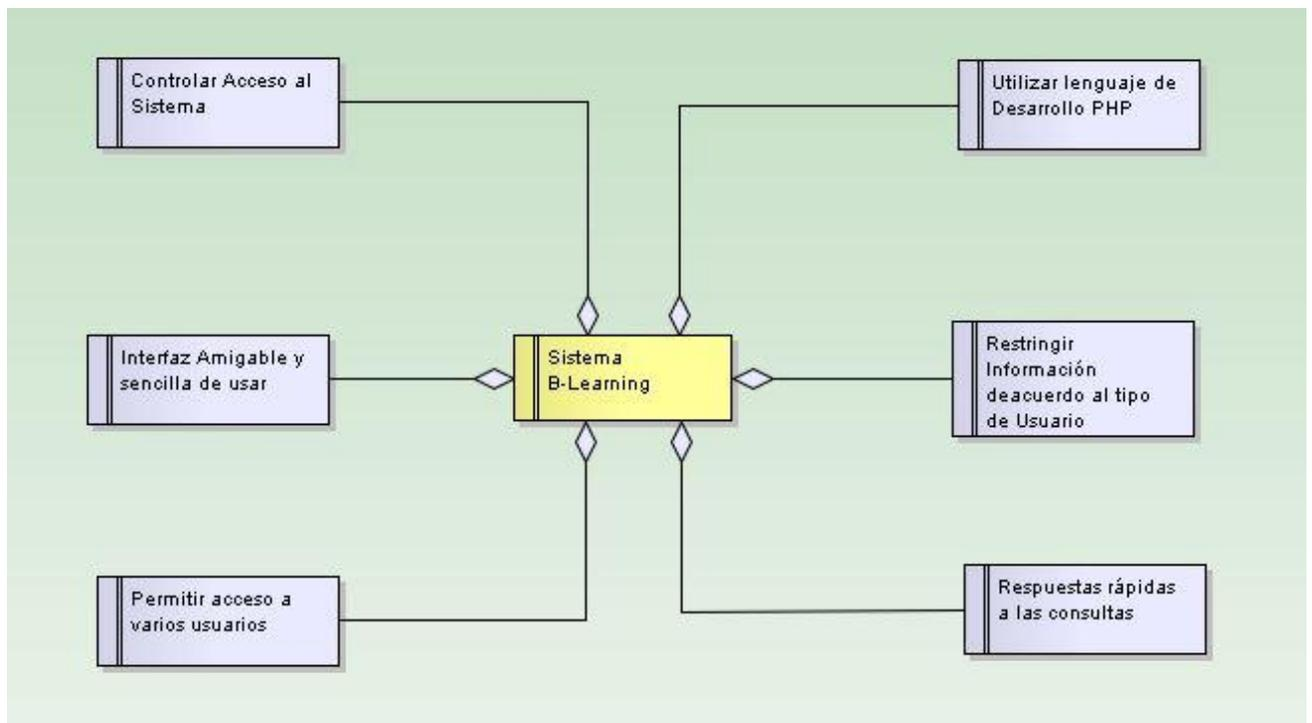 Controlar Acceso al
Sistema
Utilizar lenguaje de
Desarrollo PHP
Interfaz Amigable y
sencilla de usar
Sistema
B-Learning
Restringir
Información
deacuerdo al tipo
de Usuario
Permitir acceso a
varios usuarios
Respuestas rápidas
a las consultas